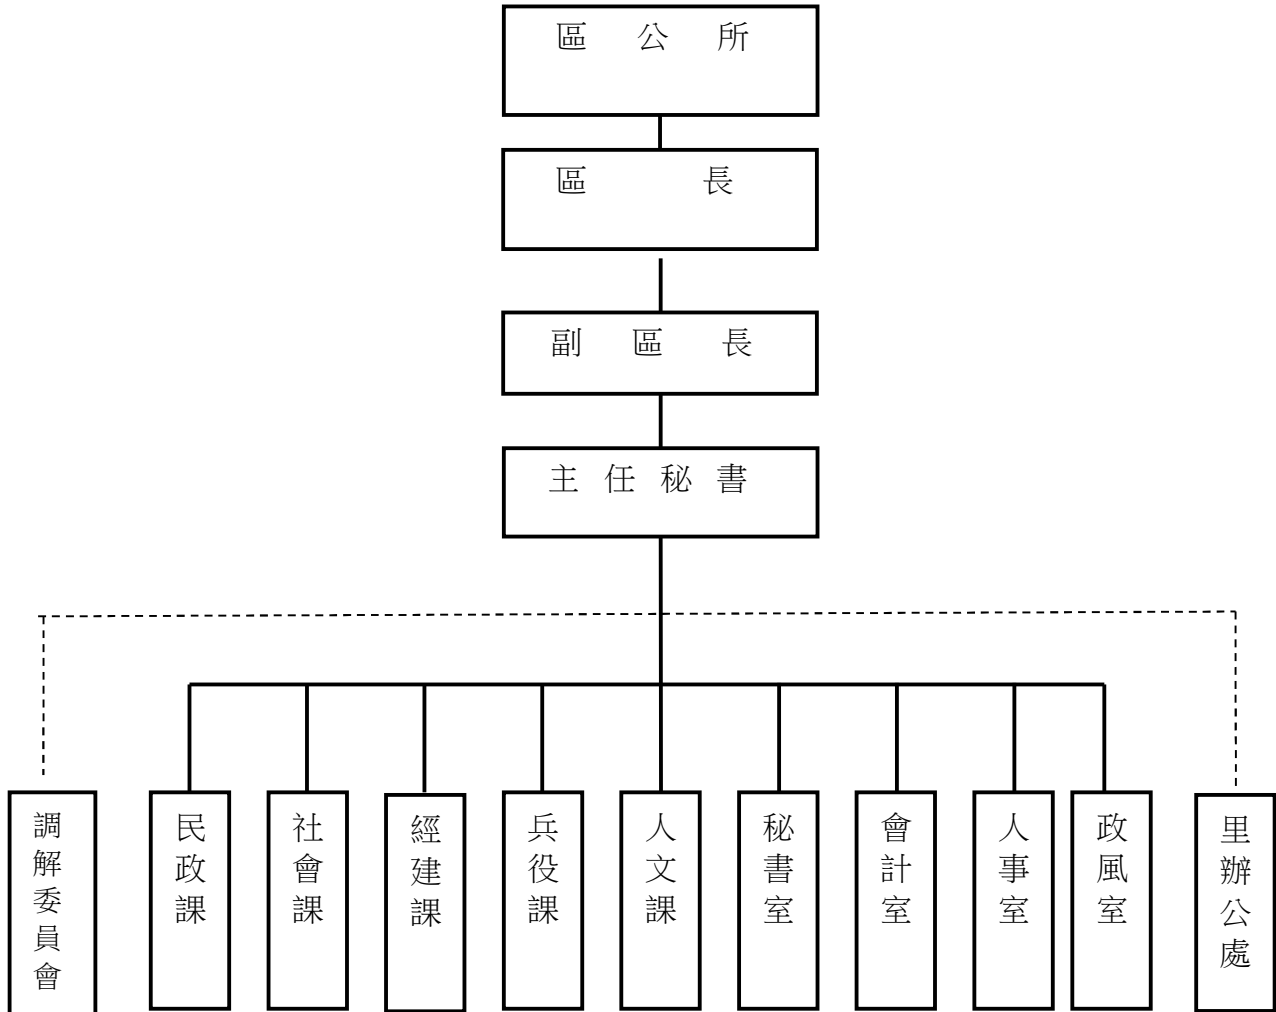 區公所
區長
副區長
主任秘書
調解委員會
民政課
社會課
經建課
兵役課
人文課
秘書室
會計室
人事室
政風室
里辦公處